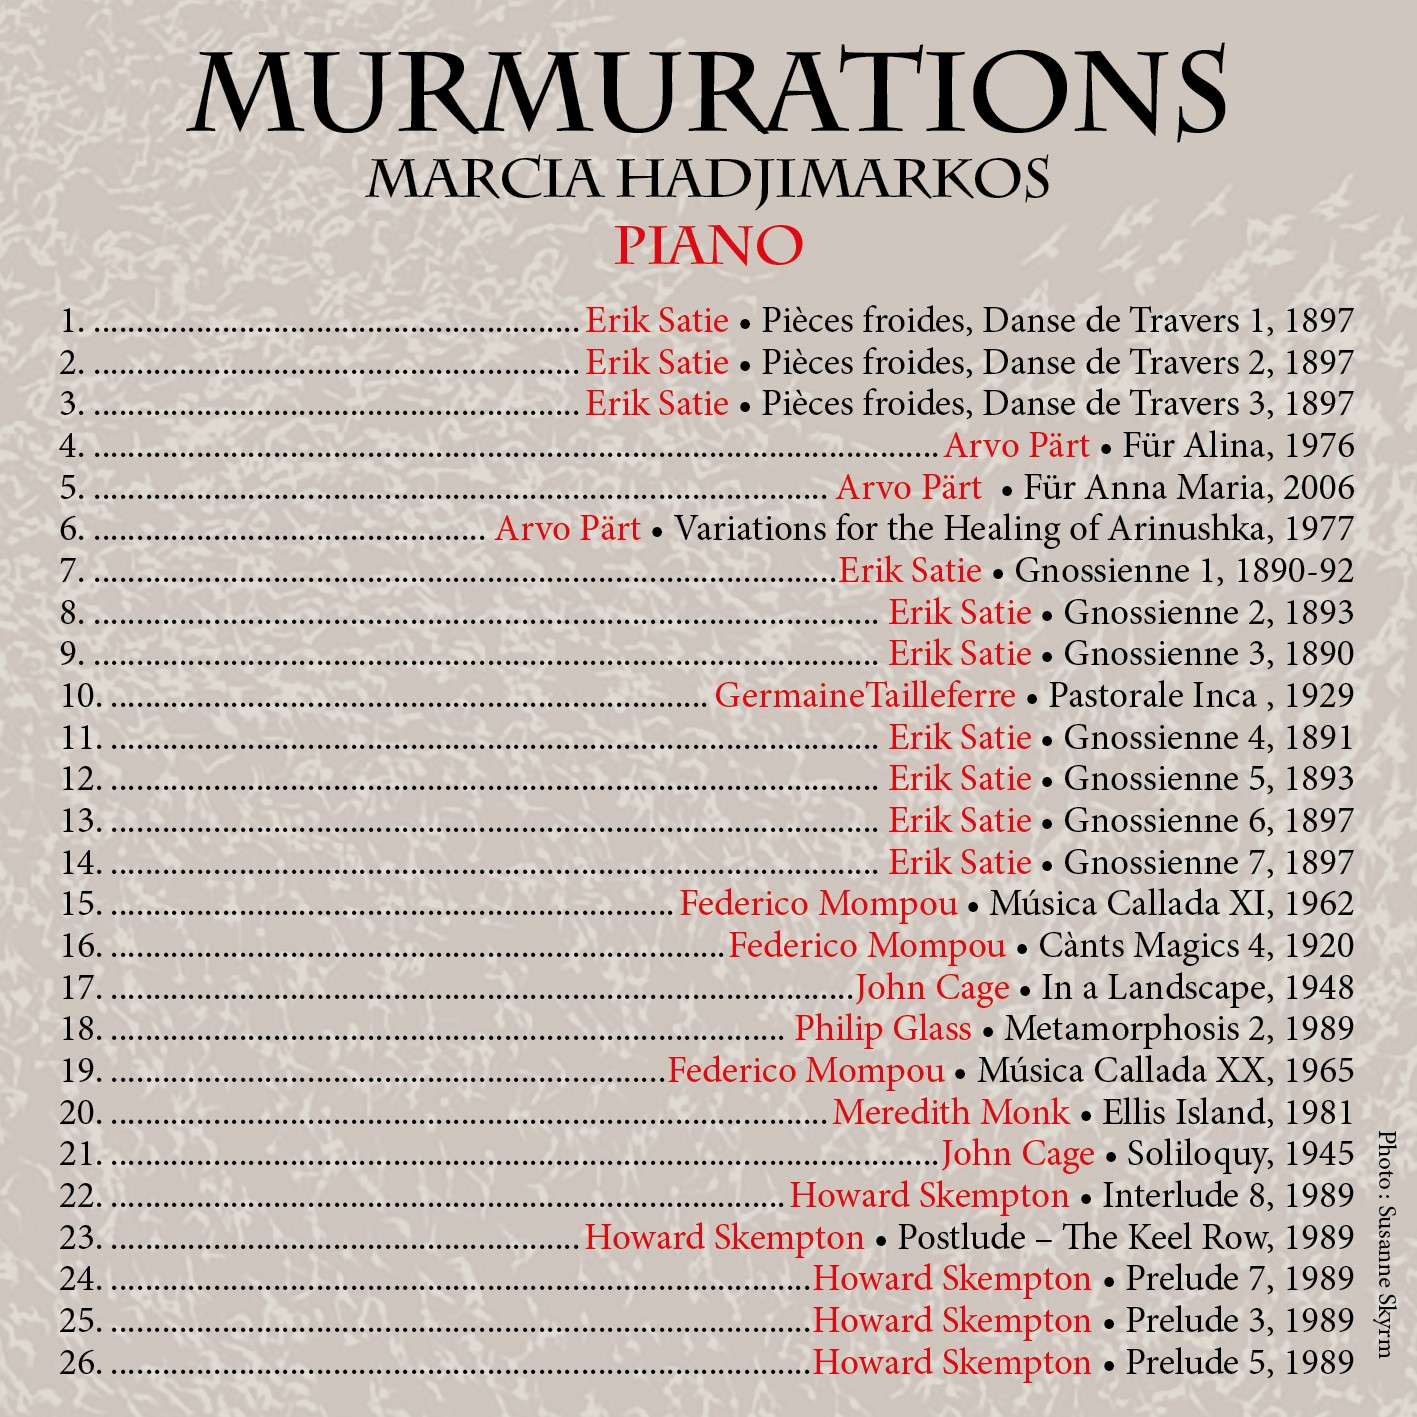 MURMURATIONS
MARCIA HADJIMARKOS
PIANO
1. ......................................................... Erik Satie • Pièces froides, Danse de Travers 1, 1897
2. ......................................................... Erik Satie • Pièces froides, Danse de Travers 2, 1897
3. ......................................................... Erik Satie • Pièces froides, Danse de Travers 3, 1897
4. ................................................................................................... Arvo Pärt • Für Alina, 1976
5. ...................................................................................... Arvo Pärt • Für Anna Maria, 2006
6. .............................................. Arvo Pärt • Variations for the Healing of Arinushka, 1977
7. .......................................................................................Erik Satie • Gnossienne 1, 1890-92
8. ............................................................................................ Erik Satie • Gnossienne 2, 1893
9. ............................................................................................ Erik Satie • Gnossienne 3, 1890
10. ...................................................................... GermaineTailleferre • Pastorale Inca , 1929
11. .......................................................................................... Erik Satie • Gnossienne 4, 1891
12. .......................................................................................... Erik Satie • Gnossienne 5, 1893
13. .......................................................................................... Erik Satie • Gnossienne 6, 1897
14. .......................................................................................... Erik Satie • Gnossienne 7, 1897
15. .................................................................. Federico Mompou • Música Callada XI, 1962
16. ........................................................................ Federico Mompou • Cànts Magics 4, 1920
17. .......................................................................................John Cage • In a Landscape, 1948
18. ............................................................................... Philip Glass • Metamorphosis 2, 1989
19. .................................................................Federico Mompou • Música Callada XX, 1965
20. ....................................................................................Meredith Monk • Ellis Island, 1981
21. .................................................................................................John Cage • Soliloquy, 1945
22. ............................................................................... Howard Skempton • Interlude 8, 1989
23. .......................................................Howard Skempton • Postlude – The Keel Row, 1989
24. ..................................................................................Howard Skempton • Prelude 7, 1989
25. ..................................................................................Howard Skempton • Prelude 3, 1989
26. ..................................................................................Howard Skempton • Prelude 5, 1989
Photo : Susanne Skyrm